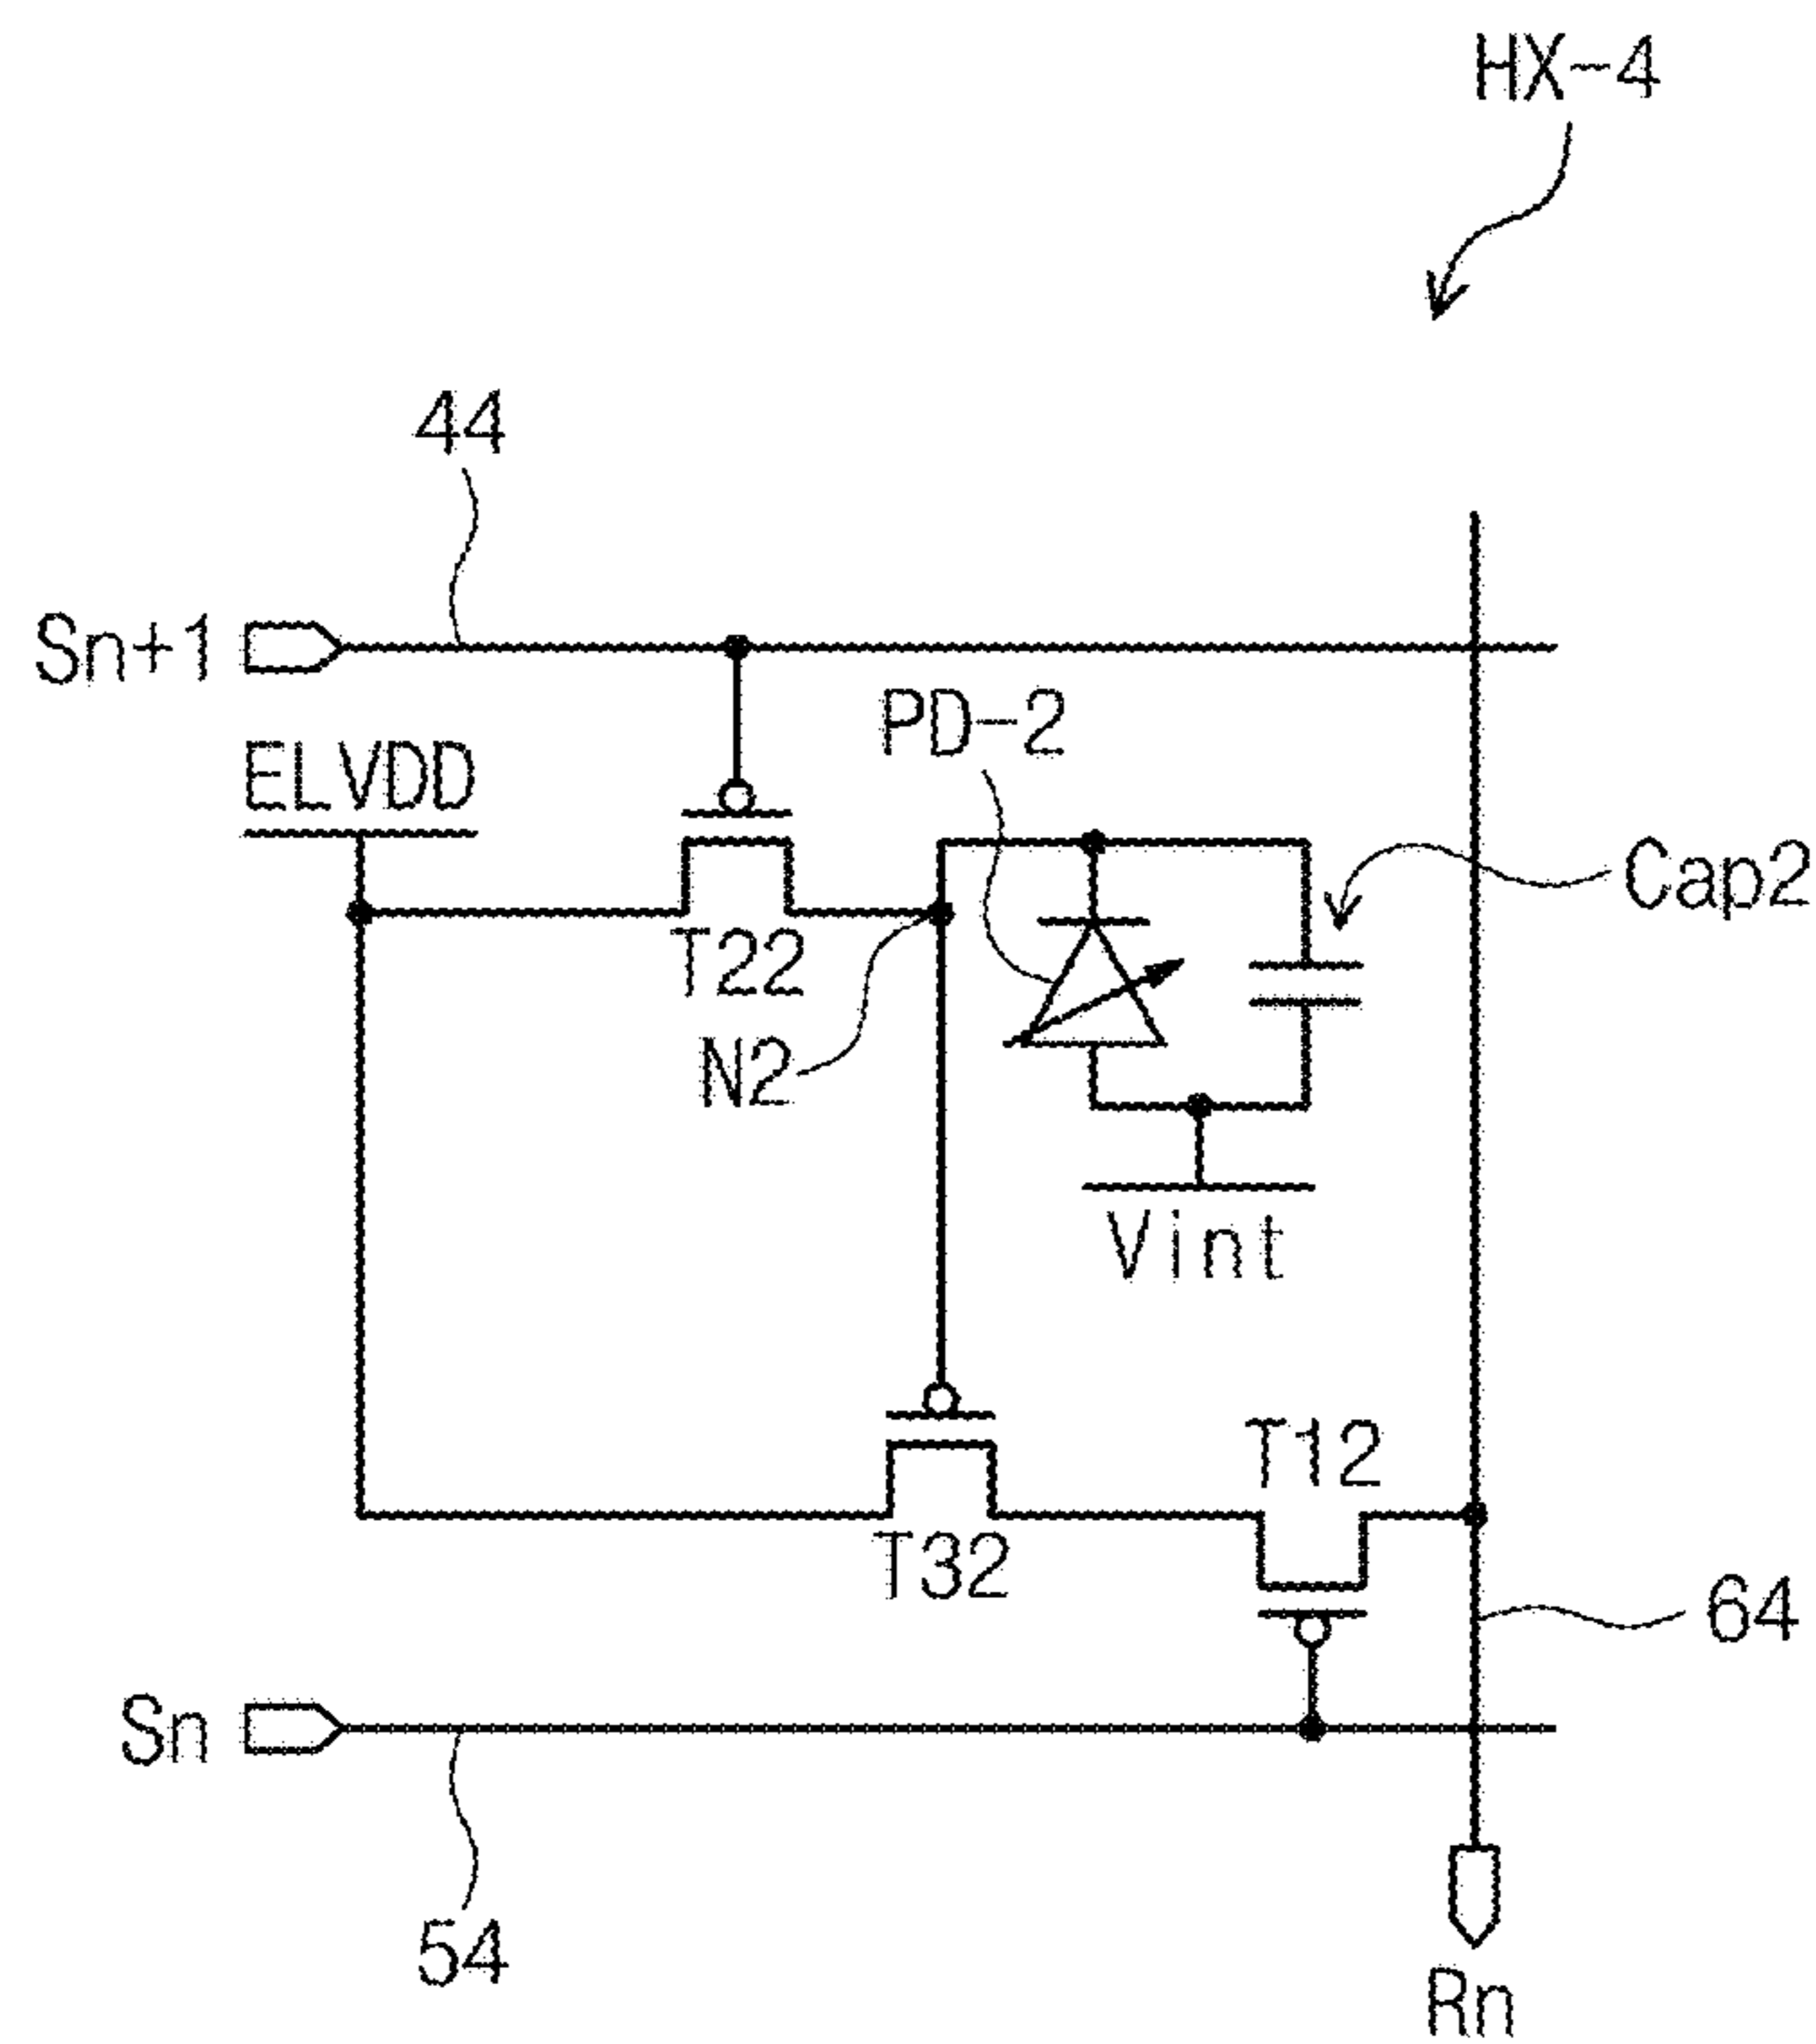 HX-4
44
Sn+1
PD-2
ELVDD
Cap2
T22
N2
Vint
T12
T32
64
Sn
54
Rn